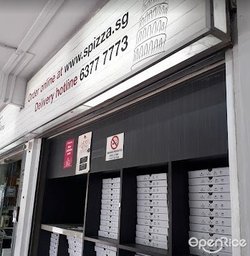 Order online at www.spizza.sg
Delivery hotline 6377 7773
OpenRice